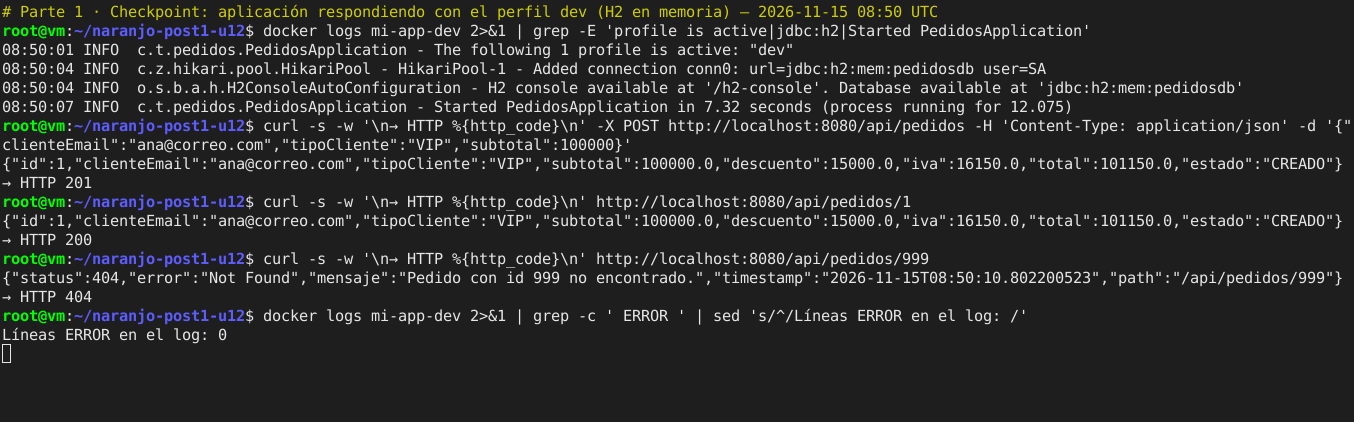 # Parte 1 · Checkpoint: aplicación respondiendo con el perfil dev (H2 en memoria) — 2026-11-15 08:50 UTC
root@vm:~/naranjo-post1-u12$ docker logs mi-app-dev 2>&1 | grep -E 'profile is active|jdbc:h2|Started PedidosApplication'
08:50:01 INFO  c.t.pedidos.PedidosApplication - The following 1 profile is active: "dev"
08:50:04 INFO  c.z.hikari.pool.HikariPool - HikariPool-1 - Added connection conn0: url=jdbc:h2:mem:pedidosdb user=SA
08:50:04 INFO  o.s.b.a.h.H2ConsoleAutoConfiguration - H2 console available at '/h2-console'. Database available at 'jdbc:h2:mem:pedidosdb'
08:50:07 INFO  c.t.pedidos.PedidosApplication - Started PedidosApplication in 7.32 seconds (process running for 12.075)
root@vm:~/naranjo-post1-u12$ curl -s -w '\n→ HTTP %{http_code}\n' -X POST http://localhost:8080/api/pedidos -H 'Content-Type: application/json' -d '{"
clienteEmail":"ana@correo.com","tipoCliente":"VIP","subtotal":100000}'
{"id":1,"clienteEmail":"ana@correo.com","tipoCliente":"VIP","subtotal":100000.0,"descuento":15000.0,"iva":16150.0,"total":101150.0,"estado":"CREADO"}
→ HTTP 201
root@vm:~/naranjo-post1-u12$ curl -s -w '\n→ HTTP %{http_code}\n' http://localhost:8080/api/pedidos/1
{"id":1,"clienteEmail":"ana@correo.com","tipoCliente":"VIP","subtotal":100000.0,"descuento":15000.0,"iva":16150.0,"total":101150.0,"estado":"CREADO"}
→ HTTP 200
root@vm:~/naranjo-post1-u12$ curl -s -w '\n→ HTTP %{http_code}\n' http://localhost:8080/api/pedidos/999
{"status":404,"error":"Not Found","mensaje":"Pedido con id 999 no encontrado.","timestamp":"2026-11-15T08:50:10.802200523","path":"/api/pedidos/999"}
→ HTTP 404
root@vm:~/naranjo-post1-u12$ docker logs mi-app-dev 2>&1 | grep -c ' ERROR ' | sed 's/^/Líneas ERROR en el log: /'
Líneas ERROR en el log: 0